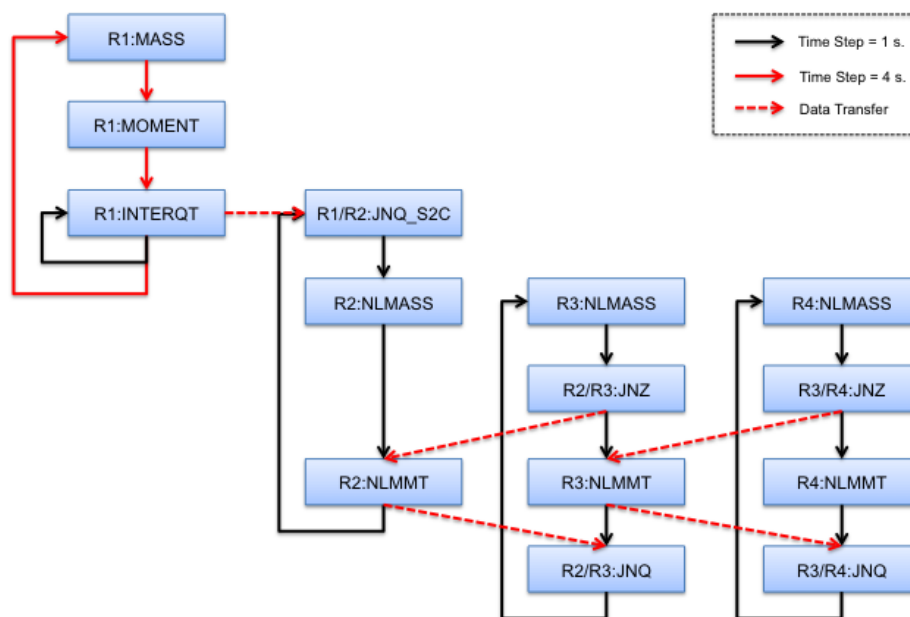 R1:MASS
Time Step = 1 s.
Time Step = 4 s.
Data Transfer
R1:MOMENT
R1:INTERQT
R1/R2:JNQ_S2C
R2:NLMASS
R3:NLMASS
R4:NLMASS
R2/R3:JNZ
R3/R4:JNZ
R2:NLMMT
R3:NLMMT
R4:NLMMT
R2/R3:JNQ
R3/R4:JNQ